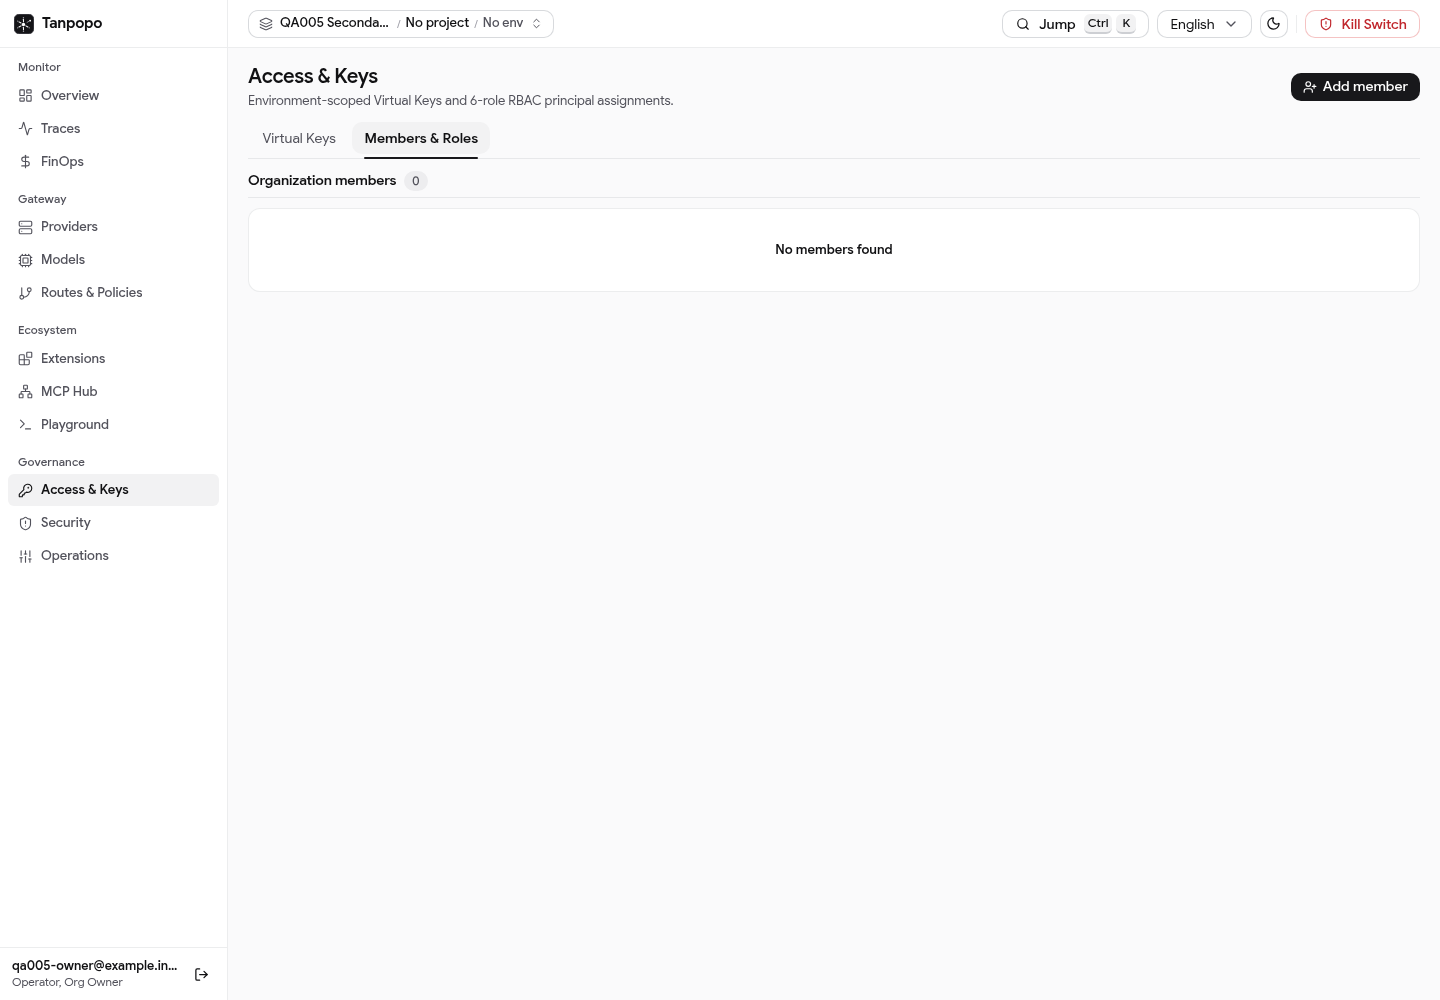 Tanpopo
QA005 Seconda... / No project / No env
Jump Ctrl K
English
Kill Switch
Monitor
Overview
Traces
FinOps
Gateway
Providers
Models
Routes & Policies
Ecosystem
Extensions
MCP Hub
Playground
Governance
Access & Keys
Security
Operations
qa005-owner@example.in...
Operator, Org Owner
Access & Keys
Environment-scoped Virtual Keys and 6-role RBAC principal assignments.
Add member
Virtual Keys
Members & Roles
Organization members 0
No members found